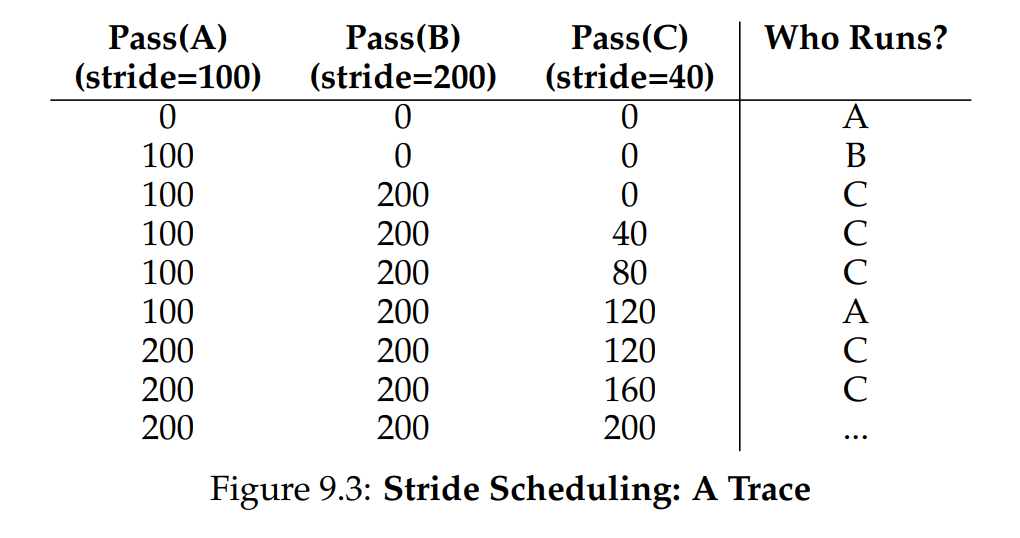 Pass(A) Pass(B) Pass(C) Who Runs?
(stride=100) (stride=200) (stride=40)
0 0 0 A
100 0 0 B
100 200 0 C
100 200 40 C
100 200 80 C
100 200 120 A
200 200 120 C
200 200 160 C
200 200 200 ...
Figure 9.3: Stride Scheduling: A Trace